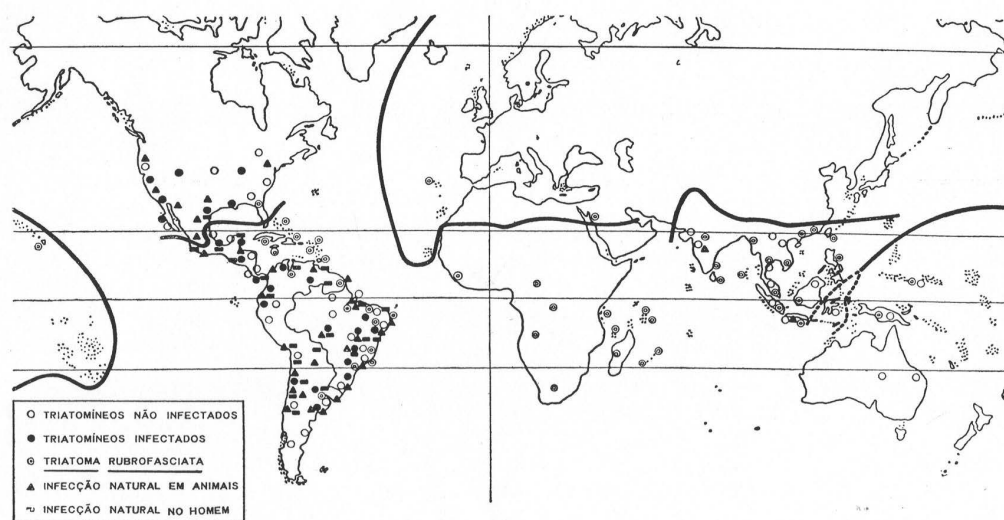 TRIATOMÍNEOS NÃO INFECTADOS
TRIATOMÍNEOS INFECTADOS
TRIATOMA RUBROFASCIATA
INFECÇÃO NATURAL EM ANIMAIS
INFECÇÃO NATURAL NO HOMEM